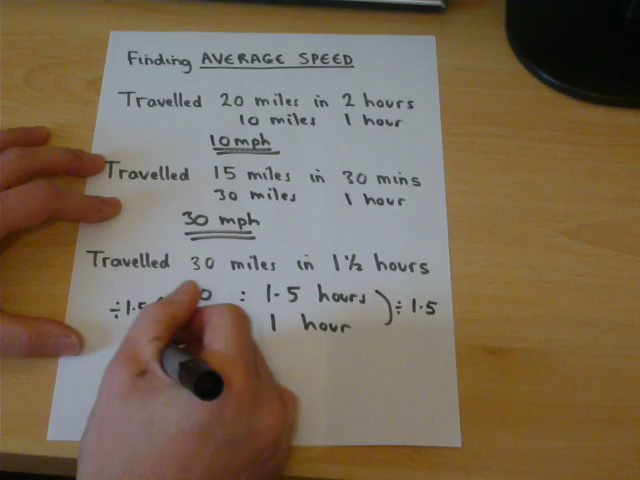 Finding AVERAGE SPEED
Travelled 20 miles in 2 hours
10 miles 1 hour
10 mph
Travelled 15 miles in 30 mins
30 miles 1 hour
30 mph
Travelled 30 miles in 1½ hours
÷1.5 : 1.5 hours ÷1.5
1 hour